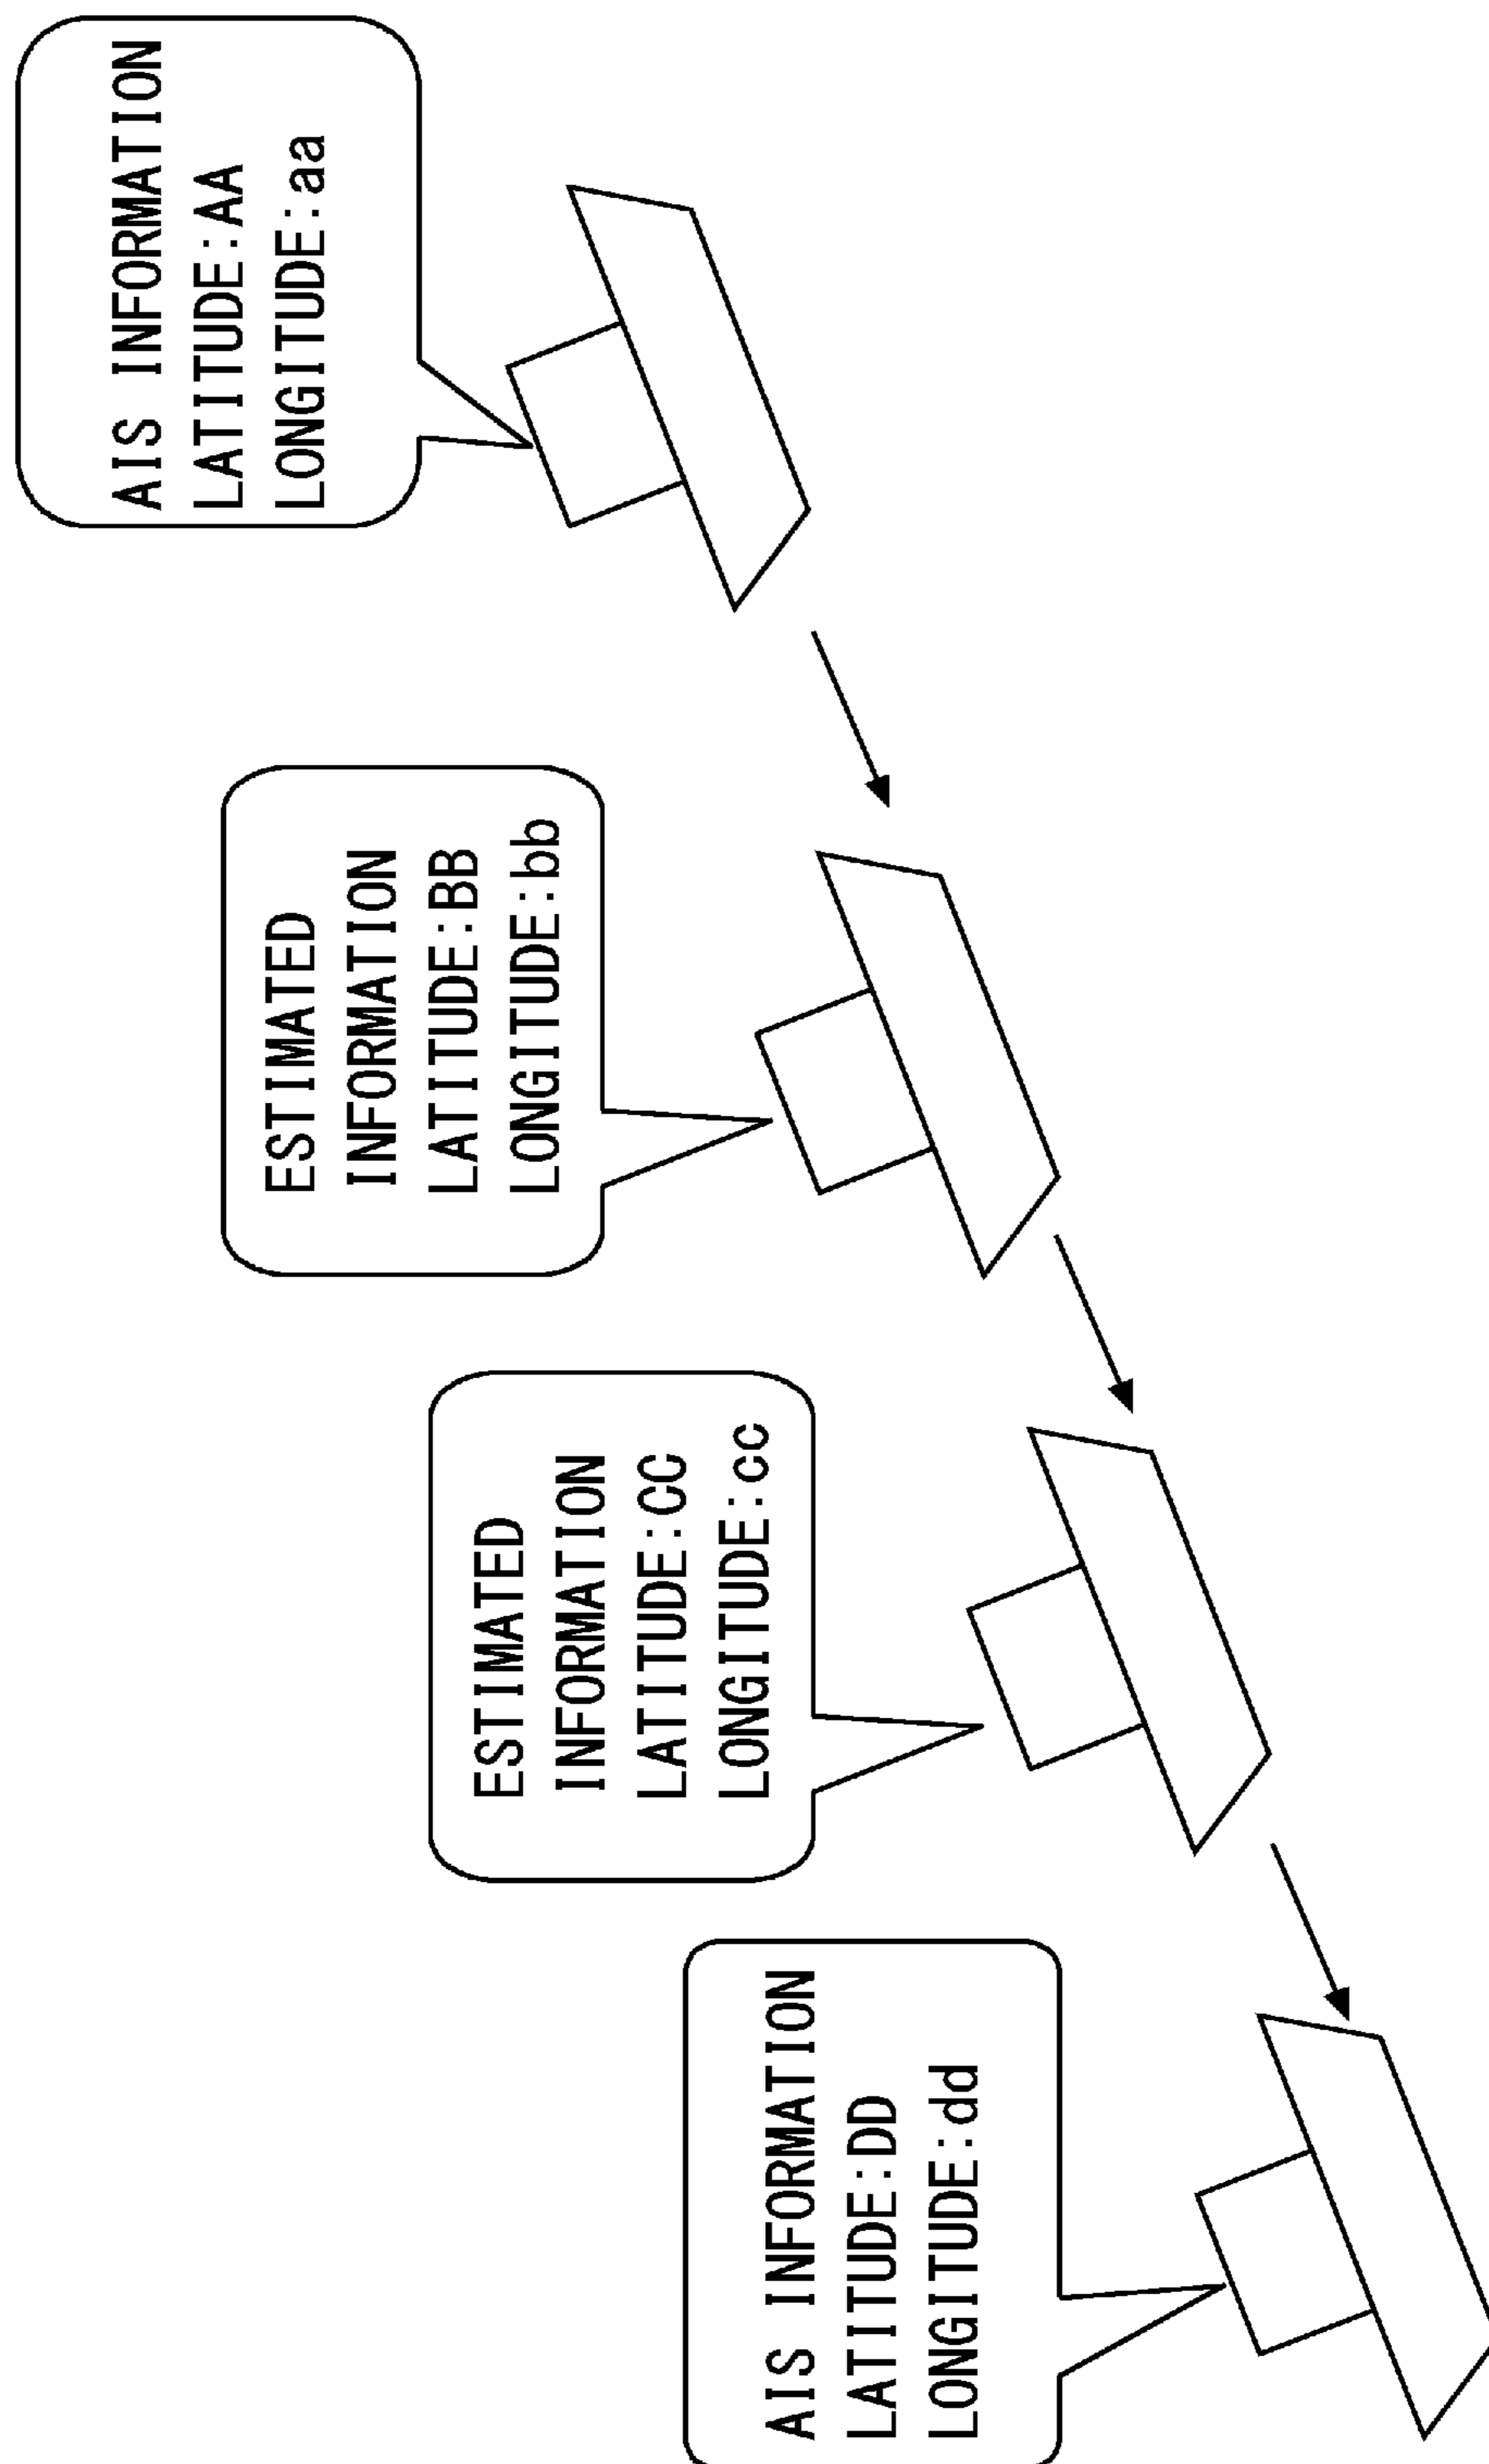 AIS INFORMATION
LATITUDE:AA
LONGITUDE:aa
ESTIMATED
INFORMATION
LATITUDE:BB
LONGITUDE:bb
ESTIMATED
INFORMATION
LATITUDE:CC
LONGITUDE:cc
AIS INFORMATION
LATITUDE:DD
LONGITUDE:dd